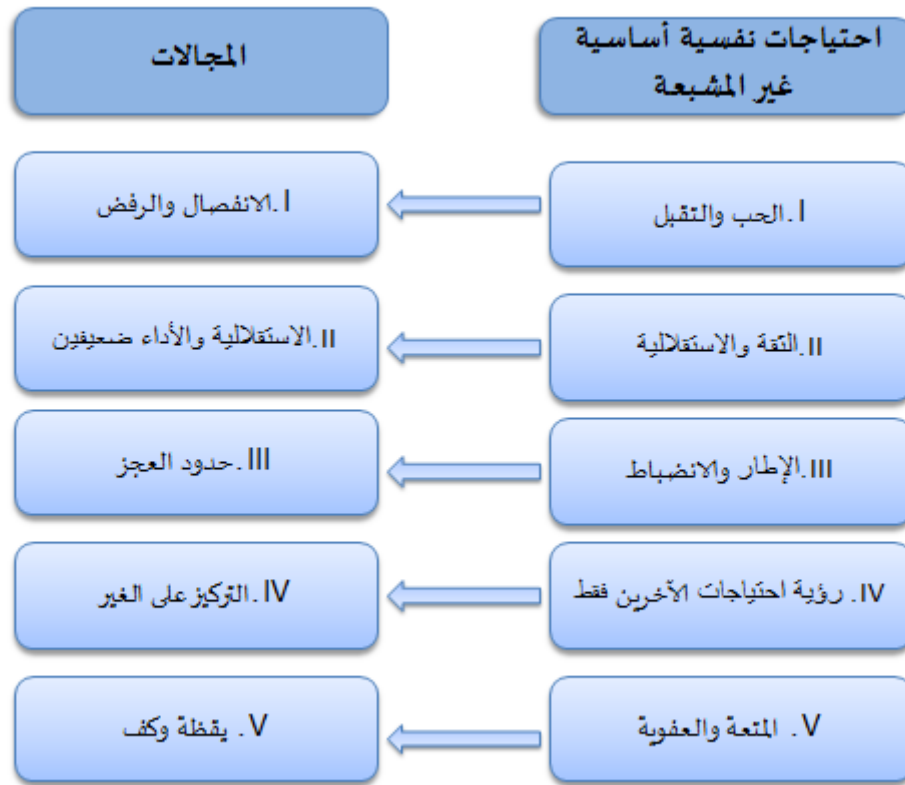 احتياجات نفسية أساسية
غير المشبعة
المجالات
I. الحب والتقبل
I. الانفصال والرفض
II. الثقة والاستقلالية
II. الاستقلالية والأداء ضعيفين
III. الإطار والانضباط
III. حدود العجز
IV. رؤية احتياجات الآخرين فقط
IV. التركيز على الغير
V. المتعة والعفوية
V. يقظة وكف